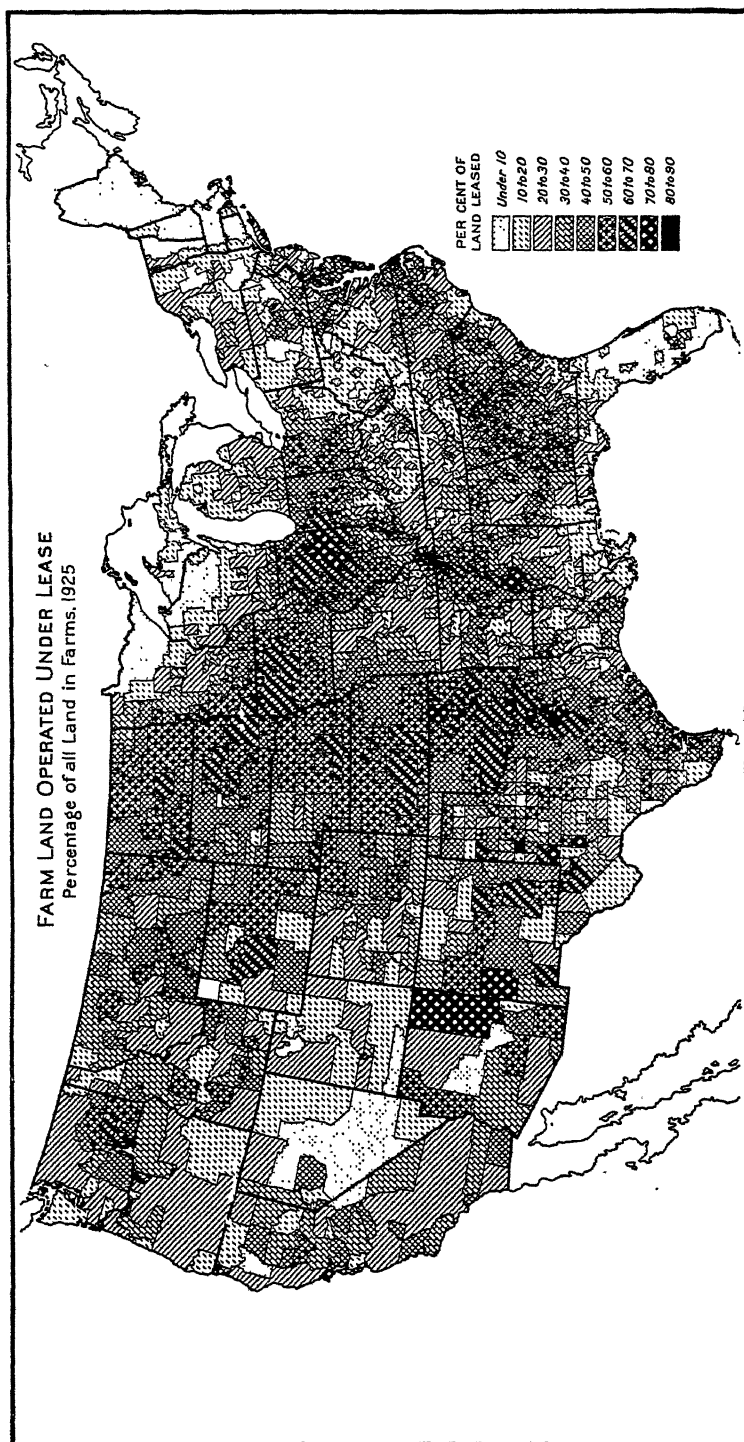 FARM LAND OPERATED UNDER LEASE
Percentage of all Land in Farms, 1925
PER CENT OF
LAND LEASED
Under 10
10 to 20
20 to 30
30 to 40
40 to 50
50 to 60
60 to 70
70 to 80
80 to 90